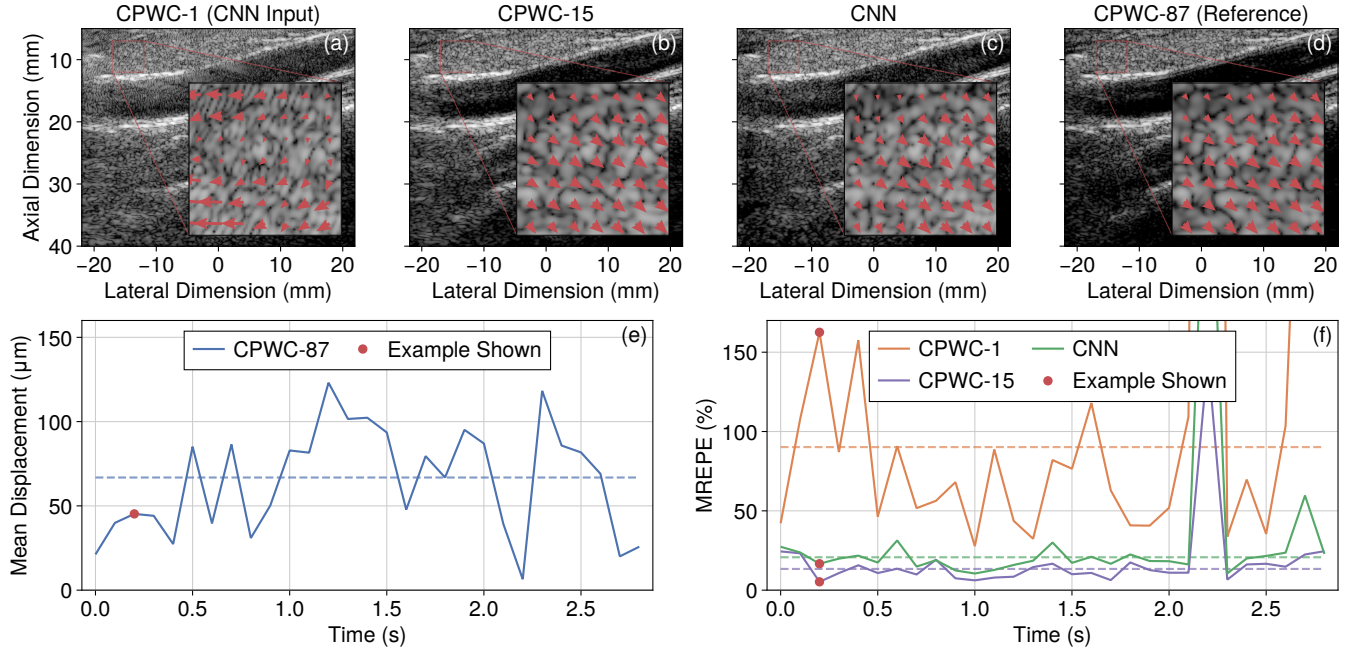 CPWC-1 (CNN Input)
CPWC-15
CNN
CPWC-87 (Reference)
(a)
(b)
(c)
(d)
Axial Dimension (mm)
10
20
30
40
−20
−10
0
10
20
−20
−10
0
10
20
−20
−10
0
10
20
−20
−10
0
10
20
Lateral Dimension (mm)
Lateral Dimension (mm)
Lateral Dimension (mm)
Lateral Dimension (mm)
(e)
CPWC-87
Example Shown
Mean Displacement (μm)
150
100
50
0
0.0
0.5
1.0
1.5
2.0
2.5
Time (s)
(f)
CPWC-1
CNN
CPWC-15
Example Shown
MREPE (%)
150
100
50
0
0.0
0.5
1.0
1.5
2.0
2.5
Time (s)